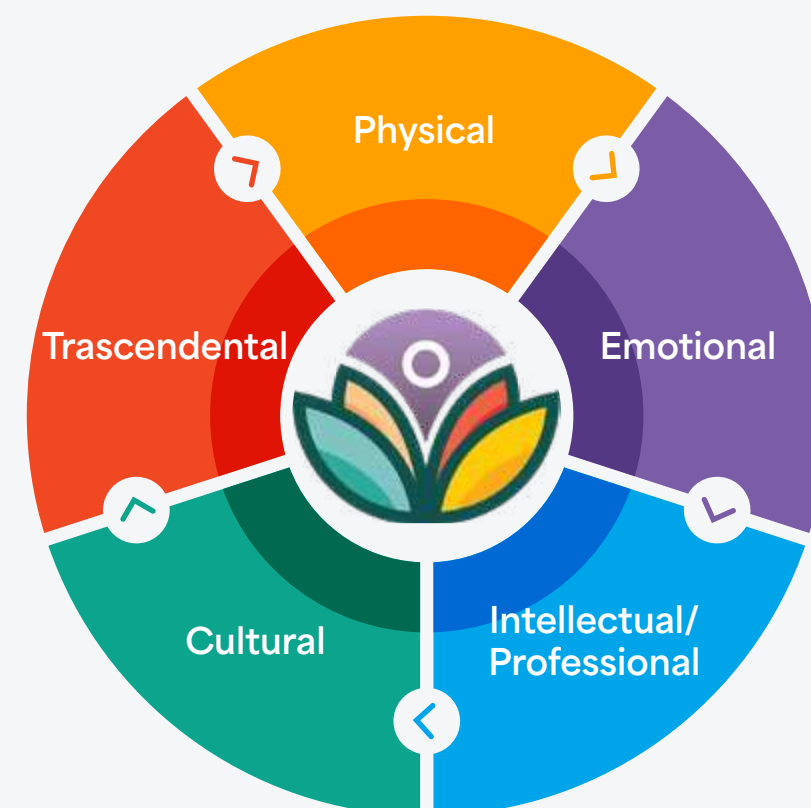 Physical
Emotional
Intellectual/
Professional
Cultural
Trascendental